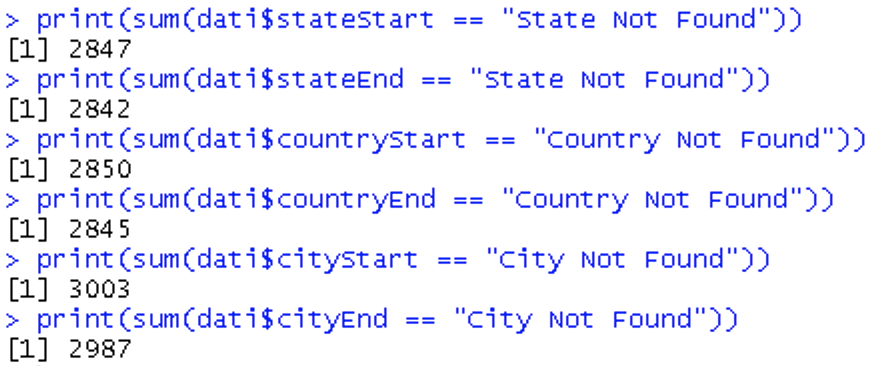 > print(sum(dati$stateStart == "State Not Found"))
[1] 2847
> print(sum(dati$stateEnd == "State Not Found"))
[1] 2842
> print(sum(dati$countryStart == "Country Not Found"))
[1] 2850
> print(sum(dati$countryEnd == "Country Not Found"))
[1] 2845
> print(sum(dati$cityStart == "City Not Found"))
[1] 3003
> print(sum(dati$cityEnd == "City Not Found"))
[1] 2987